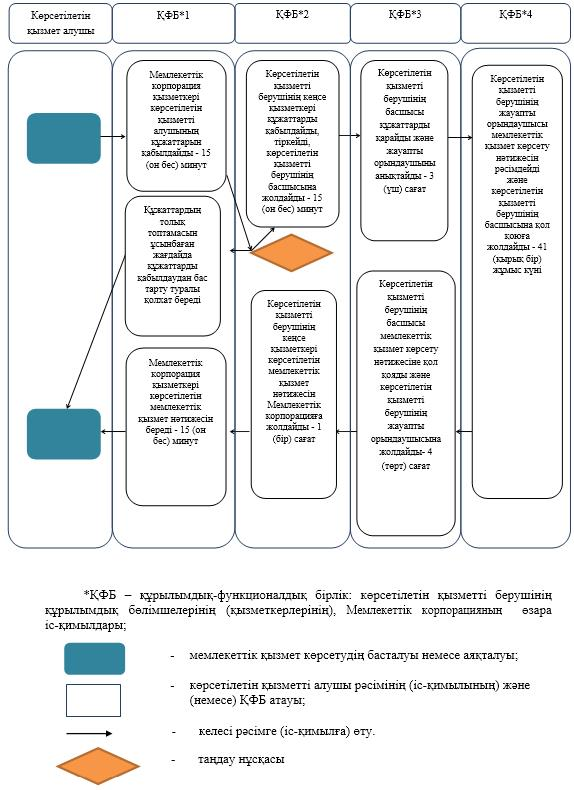 Көрсетілетін
қызмет алушы
ҚФБ*1
ҚФБ*2
ҚФБ*3
ҚФБ*4
Мемлекеттік
корпорация
қызметкері
көрсетілетін
қызметті
алушының
құжаттарын
қабылдайды - 15
(он бес) минут
Көрсетілетін
қызметті
берушінің кеңсе
қызметкері
құжаттарды
қабылдайды,
тіркейді,
көрсетілетін
қызметті
берушінің
басшысына
жолдайды - 15
(он бес) минут
Көрсетілетін
қызметті
берушінің
басшысы
құжаттарды
қарайды және
жауапты
орындаушыны
анықтайды - 3
(үш) сағат
Көрсетілетін
қызметті
берушінің
жауапты
орындаушысы
мемлекеттік
қызмет көрсету
нәтижесін
рәсімдейді
және
көрсетілетін
қызметті
берушінің
басшысына қол
қоюға
жолдайды - 41
(қырық бір)
жұмыс күні
Құжаттардың
толық
топтамасын
ұсынбаған
жағдайда
құжаттарды
қабылдаудан бас
тарту туралы
қолхат береді
Көрсетілетін
қызметті
берушінің
басшысы
мемлекеттік
қызмет көрсету
нәтижесіне қол
қояды және
көрсетілетін
қызметті
берушінің
жауапты
орындаушысына
жолдайды- 4
(төрт) сағат
Көрсетілетін
қызметті
берушінің
кеңсе
қызметкері
көрсетілетін
мемлекеттік
қызмет
нәтижесін
Мемлекеттік
корпорацияға
жолдайды - 1
(бір) сағат
Мемлекеттік
корпорация
қызметкері
көрсетілетін
мемлекеттік
қызмет нәтижесін
береді - 15 (он
бес) минут
*ҚФБ – құрылымдық-функционалдық бірлік: көрсетілетін қызметті берушінің
құрылымдық бөлімшелерінің (қызметкерлерінің), Мемлекеттік корпорацияның өзара
іс-қимылдары;
- мемлекеттік қызмет көрсетудің басталуы немесе аяқталуы;
- көрсетілетін қызметті алушы рәсімінің (іс-қимылының) және
(немесе) ҚФБ атауы;
- келесі рәсімге (іс-қимылға) өту.
- таңдау нұсқасы